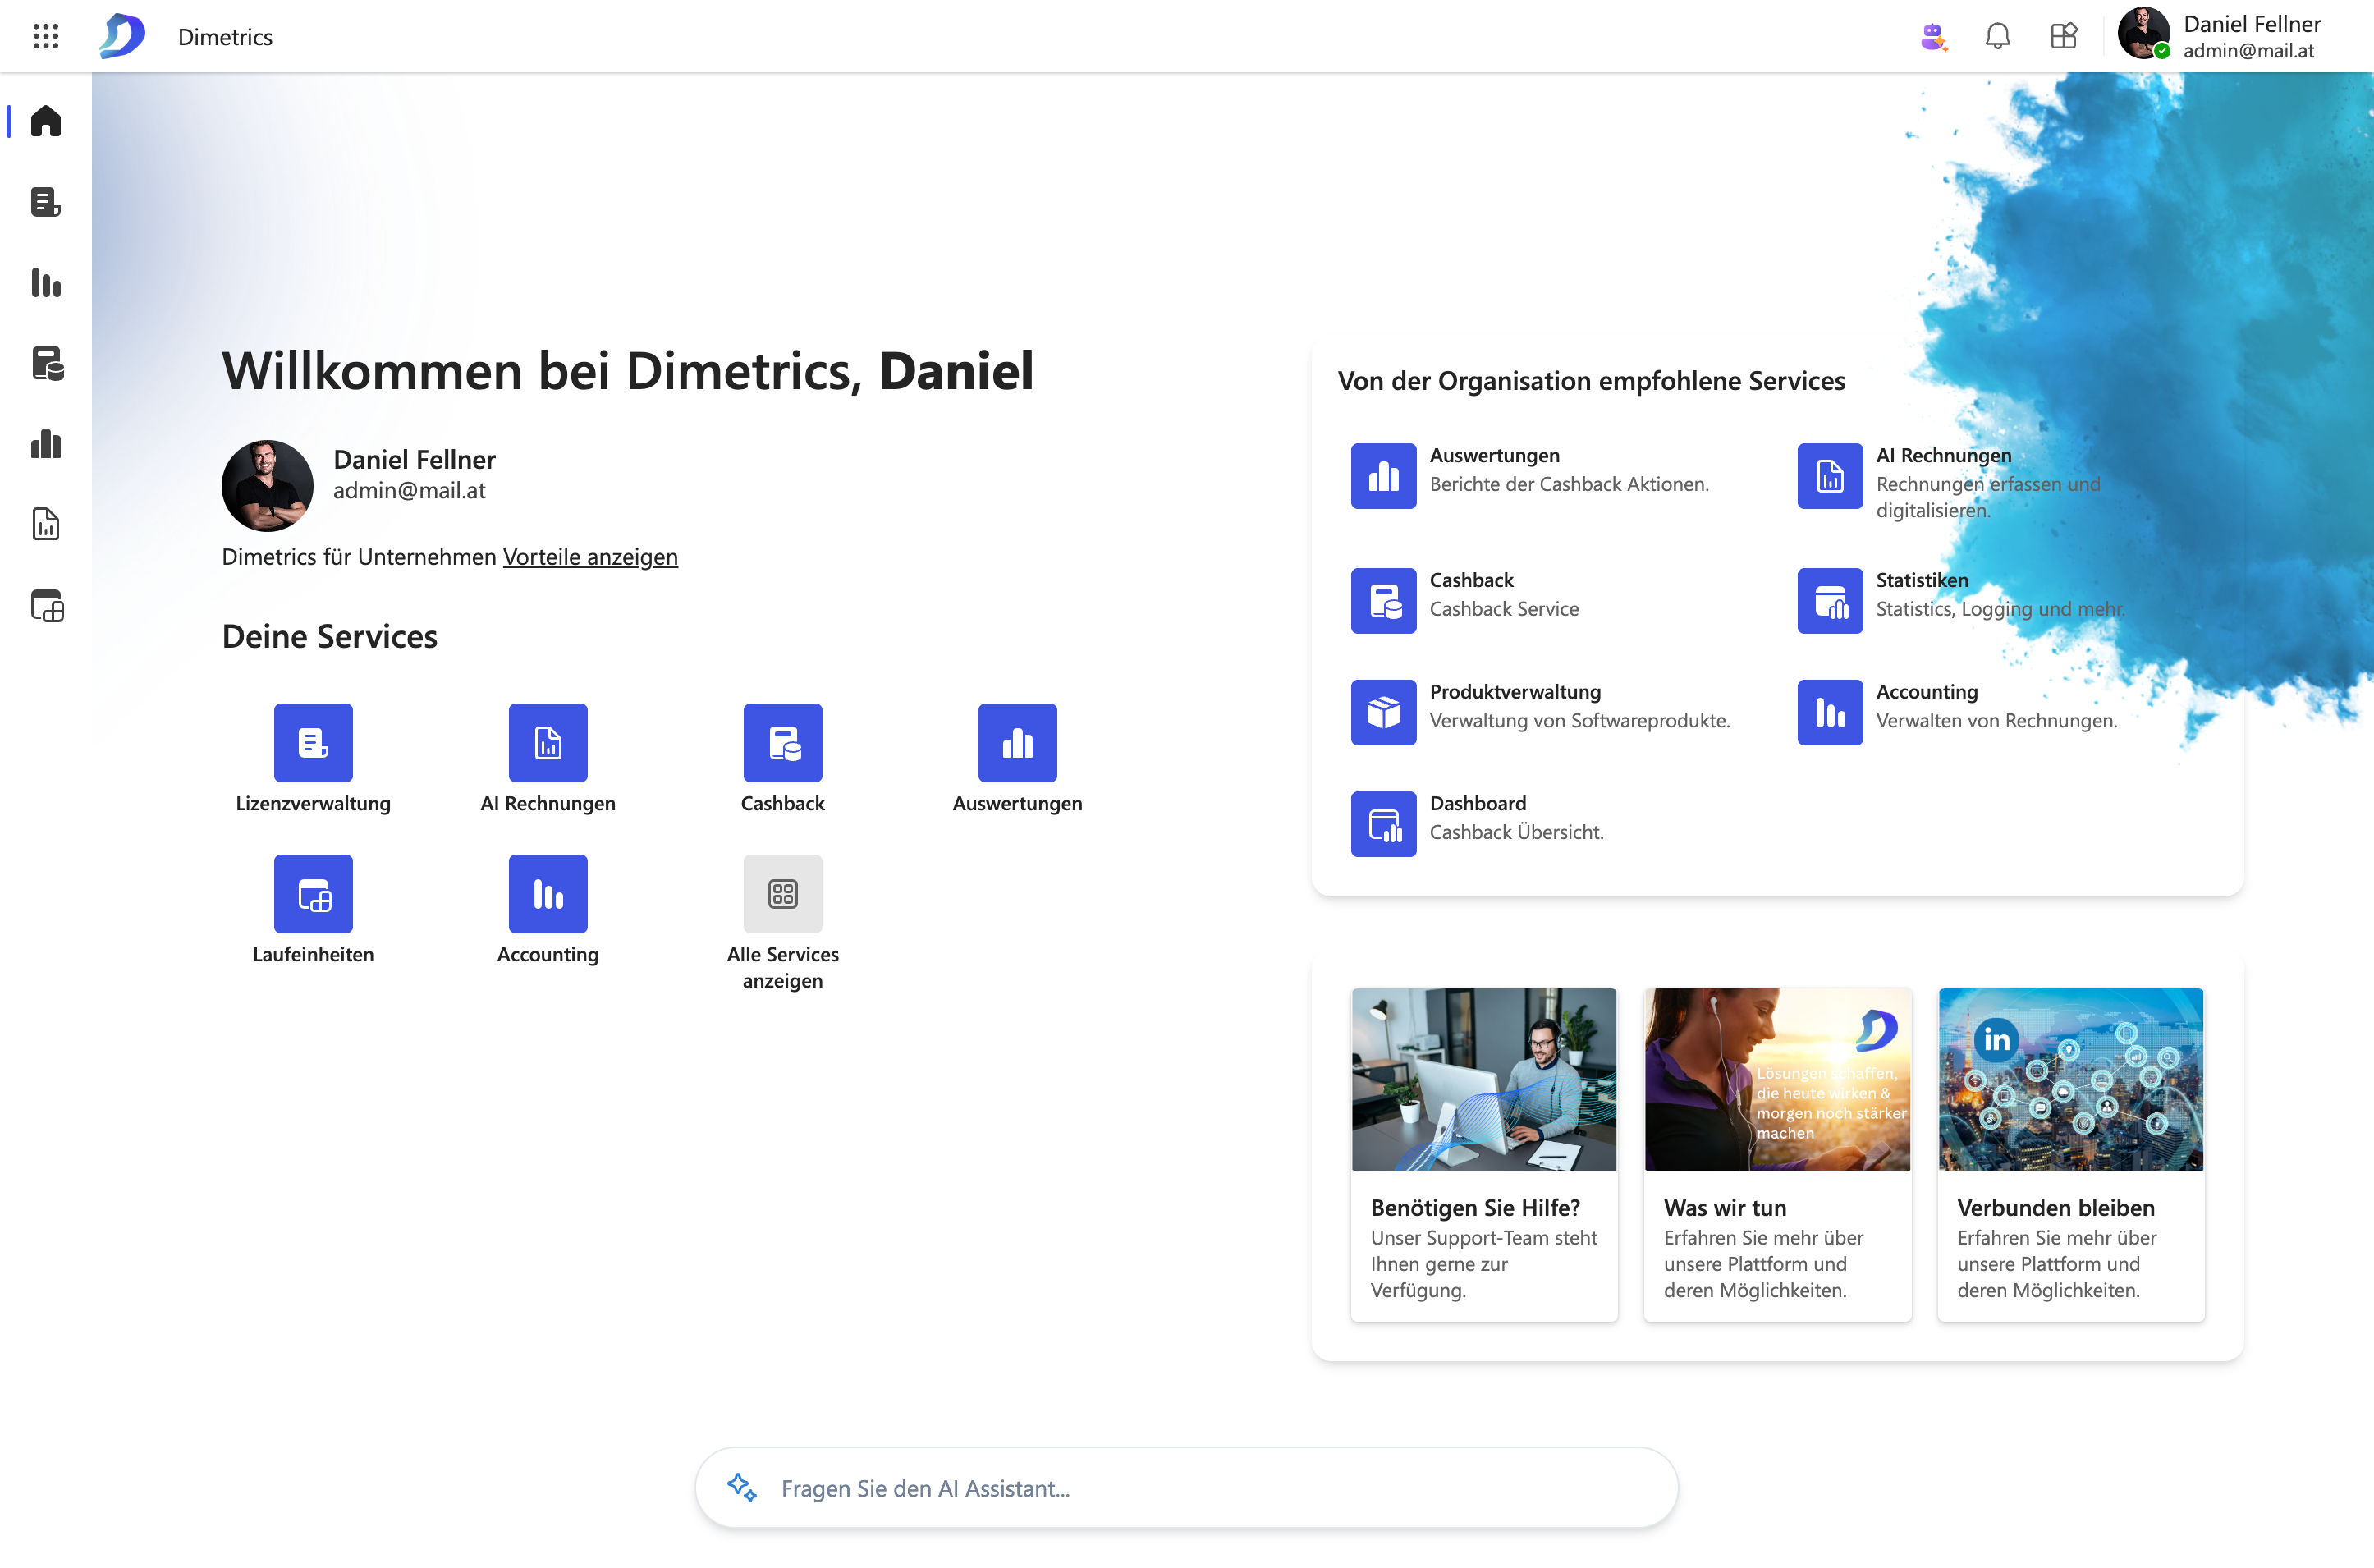 Dimetrics
Daniel Fellner
admin@mail.at
Willkommen bei Dimetrics, Daniel
Daniel Fellner
admin@mail.at
Dimetrics für Unternehmen Vorteile anzeigen
Deine Services
Lizenzverwaltung
AI Rechnungen
Cashback
Auswertungen
Laufeinheiten
Accounting
Alle Services
anzeigen
Von der Organisation empfohlene Services
Auswertungen
Berichte der Cashback Aktionen.
AI Rechnungen
Rechnungen erfassen und
digitalisieren.
Cashback
Cashback Service
Statistiken
Statistics, Logging und mehr.
Produktverwaltung
Verwaltung von Softwareprodukte.
Accounting
Verwalten von Rechnungen.
Dashboard
Cashback Übersicht.
Benötigen Sie Hilfe?
Unser Support-Team steht
Ihnen gerne zur
Verfügung.
Lösungen schaffen,
die heute wirken &
morgen noch stärker
machen
Was wir tun
Erfahren Sie mehr über
unsere Plattform und
deren Möglichkeiten.
in
Verbunden bleiben
Erfahren Sie mehr über
unsere Plattform und
deren Möglichkeiten.
Fragen Sie den AI Assistant...